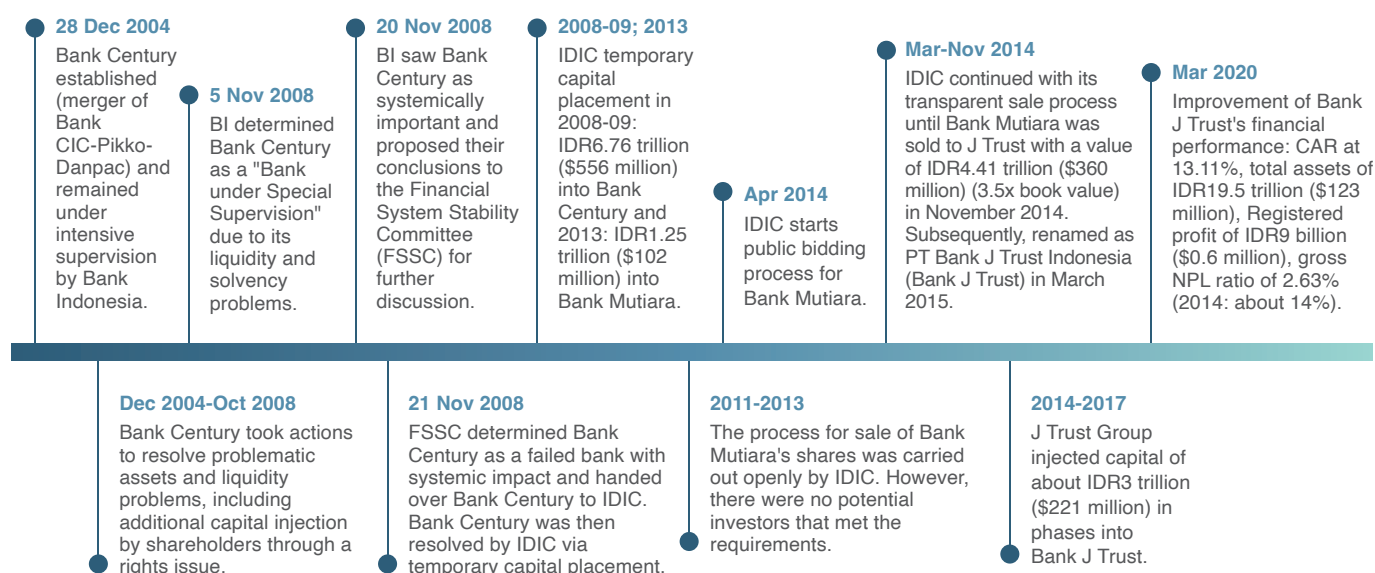 28 Dec 2004
Bank Century
established
(merger of
Bank
CIC-Pikko-
Danpac) and
remained
under
intensive
supervision
by Bank
Indonesia.
5 Nov 2008
BI determined
Bank Century
as a "Bank
under Special
Supervision"
due to its
liquidity and
solvency
problems.
20 Nov 2008
BI saw Bank
Century as
systemically
important and
proposed their
conclusions to
the Financial
System Stability
Committee
(FSSC) for
further
discussion.
2008-09; 2013
IDIC temporary
capital
placement in
2008-09:
IDR6.76 trillion
($556 million)
into Bank
Century and
2013: IDR1.25
trillion ($102
million) into
Bank Mutiara.
Apr 2014
IDIC starts
public bidding
process for
Bank Mutiara.
Mar-Nov 2014
IDIC continued with its
transparent sale process
until Bank Mutiara was
sold to J Trust with a value
of IDR4.41 trillion ($360
million) (3.5x book value)
in November 2014.
Subsequently, renamed as
PT Bank J Trust Indonesia
(Bank J Trust) in March
2015.
Mar 2020
Improvement of Bank
J Trust's financial
performance: CAR at
13.11%, total assets of
IDR19.5 trillion ($123
million), Registered
profit of IDR9 billion
($0.6 million), gross
NPL ratio of 2.63%
(2014: about 14%).
Dec 2004-Oct 2008
Bank Century took actions
to resolve problematic
assets and liquidity
problems, including
additional capital injection
by shareholders through a
rights issue.
21 Nov 2008
FSSC determined Bank
Century as a failed bank with
systemic impact and handed
over Bank Century to IDIC.
Bank Century was then
resolved by IDIC via
temporary capital placement.
2011-2013
The process for sale of Bank
Mutiara's shares was carried
out openly by IDIC. However,
there were no potential
investors that met the
requirements.
2014-2017
J Trust Group
injected capital of
about IDR3 trillion
($221 million) in
phases into
Bank J Trust.